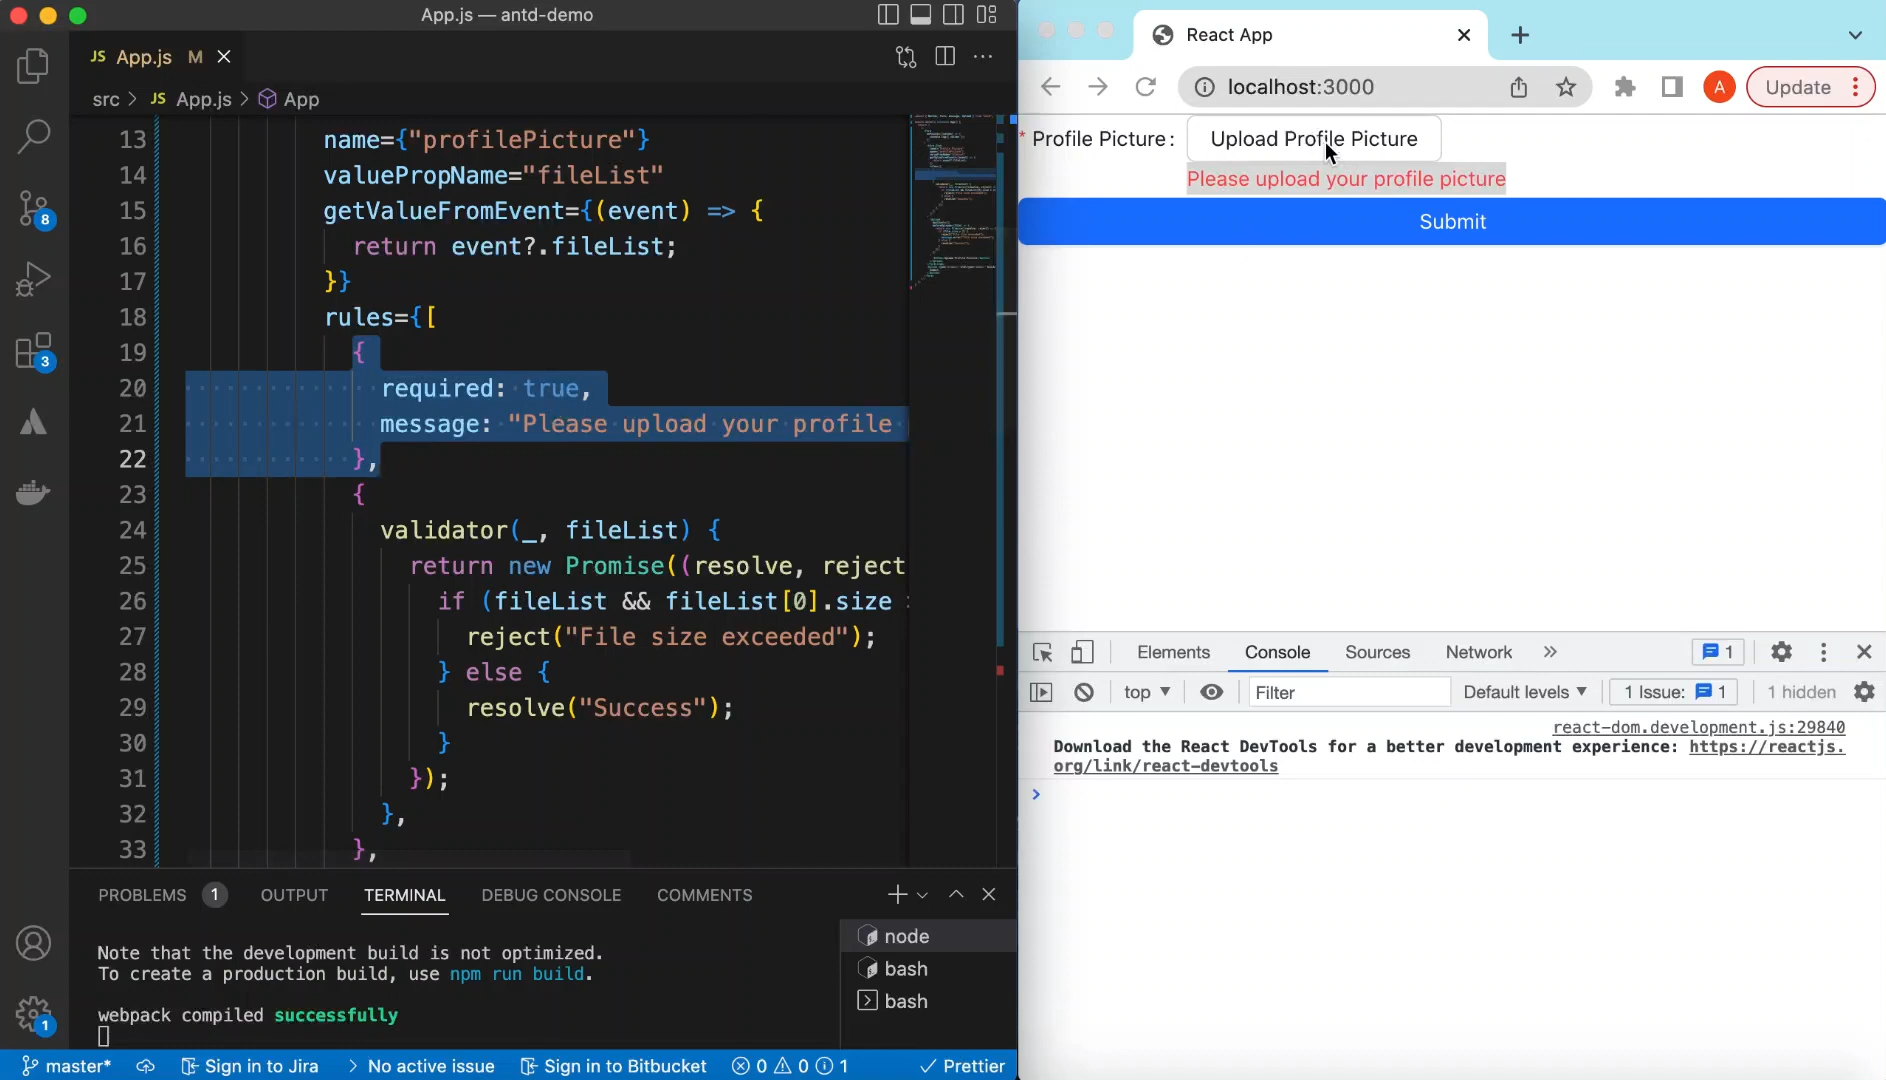 App.js — antd-demo
JS App.js M
src > JS App.js > App
13 name={"profilePicture"}
14 valuePropName="fileList"
15 getValueFromEvent={(event) => {
16 return event?.fileList;
17 }}
18 rules={[
19 {
20 required: true,
21 message: "Please upload your profile
22 },
23 {
24 validator(_, fileList) {
25 return new Promise((resolve, reject
26 if (fileList && fileList[0].size
27 reject("File size exceeded");
28 } else {
29 resolve("Success");
30 }
31 });
32 },
33 },
8
3
1
PROBLEMS 1 OUTPUT TERMINAL DEBUG CONSOLE COMMENTS
Note that the development build is not optimized.
To create a production build, use npm run build.
webpack compiled successfully
node
bash
bash
master* Sign in to Jira > No active issue Sign in to Bitbucket 0 0 1 Prettier
React App
localhost:3000 A Update
* Profile Picture: Upload Profile Picture
Please upload your profile picture
Submit
Elements Console Sources Network » 1
top Filter Default levels 1 Issue: 1 1 hidden
react-dom.development.js:29840
Download the React DevTools for a better development experience: https://reactjs.
org/link/react-devtools
>